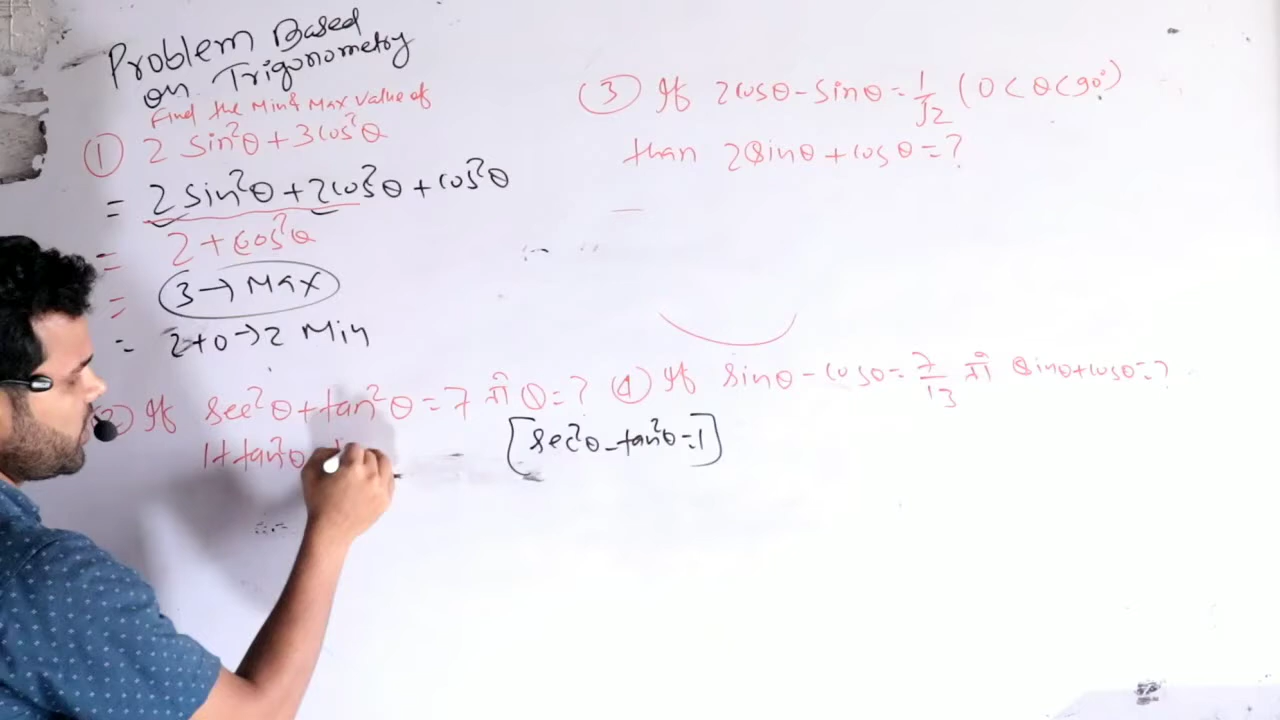 Problem Based
on Trigonometry
Find the Min & Max value of
① 2 sin²θ + 3cos²θ
= 2 sin²θ + 2cos²θ + cos²θ
= 2 + cos²θ
= 3 → Max
= 2+0 → 2 Min
2) If sec²θ + tan²θ = 7 θ = ?
1 + tan²θ
[sec²θ - tan²θ = 1]
③ If 2cosθ - sinθ = 1/√2 (0 < θ < 90°)
than 2sinθ + cosθ = ?
④ If sinθ - cosθ = 7/13 sinθ + cosθ = ?